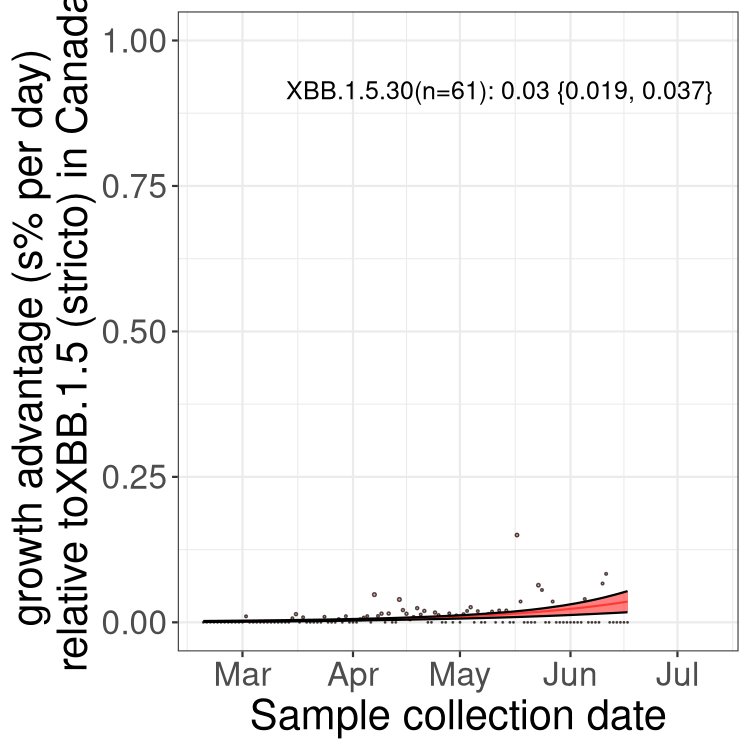 growth advantage (s% per day)
relative toXBB.1.5 (stricto) in Canada
1.00
XBB.1.5.30(n=61): 0.03 {0.019, 0.037}
0.75
0.50
0.25
0.00
Mar Apr May Jun Jul
Sample collection date